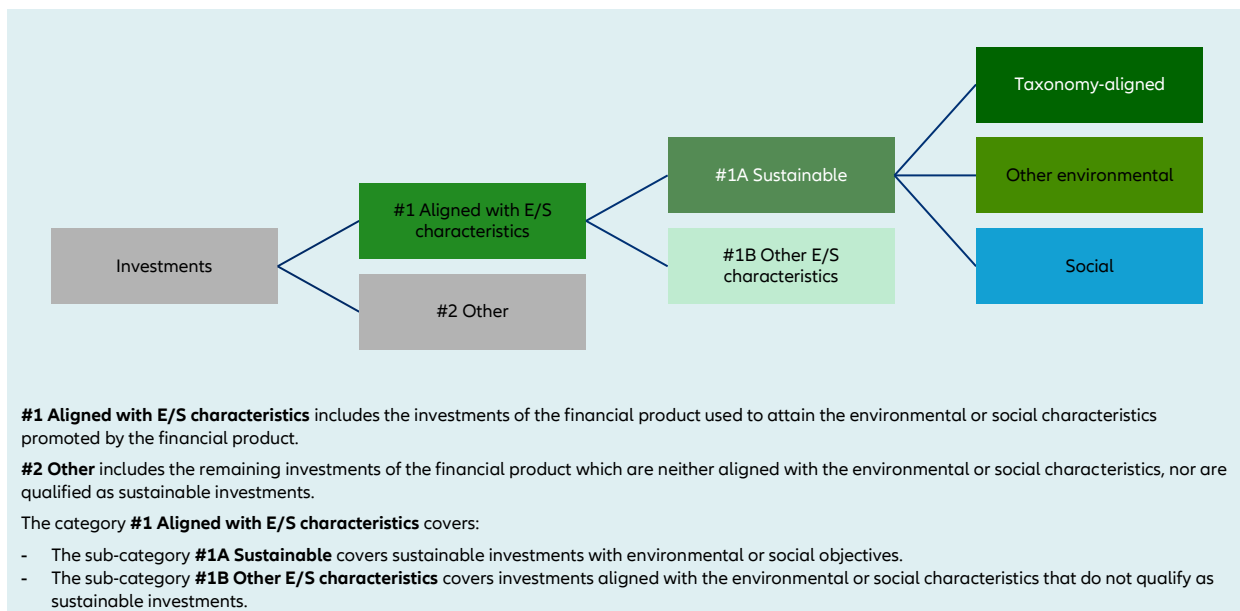 Taxonomy-aligned
#1A Sustainable
Other environmental
#1 Aligned with E/S
characteristics
Investments
#1B Other E/S
characteristics
Social
#2 Other
#1 Aligned with E/S characteristics includes the investments of the financial product used to attain the environmental or social characteristics
promoted by the financial product.
#2 Other includes the remaining investments of the financial product which are neither aligned with the environmental or social characteristics, nor are
qualified as sustainable investments.
The category #1 Aligned with E/S characteristics covers:
- The sub-category #1A Sustainable covers sustainable investments with environmental or social objectives.
- The sub-category #1B Other E/S characteristics covers investments aligned with the environmental or social characteristics that do not qualify as
sustainable investments.